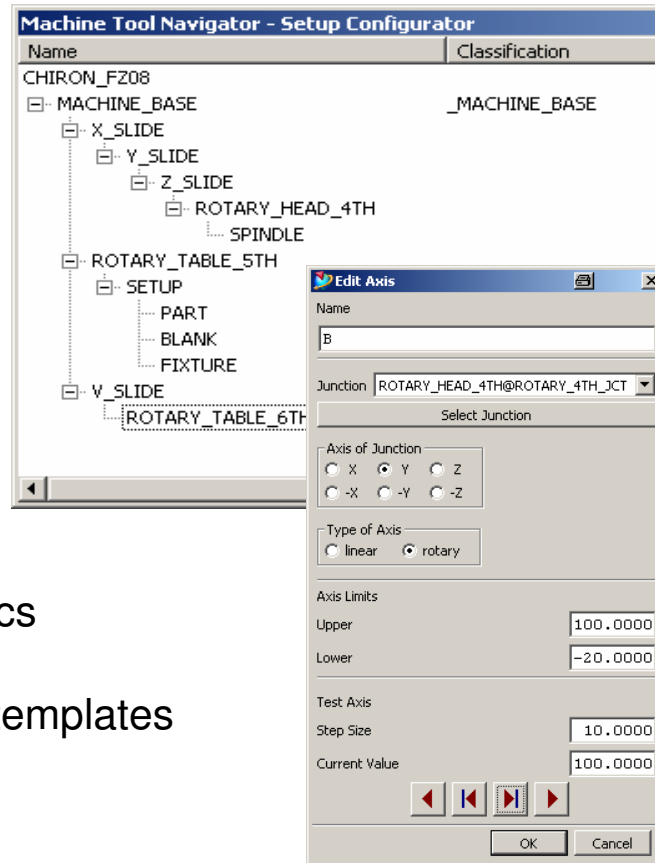 Machine Tool Navigator - Setup Configurator
Name Classification
CHIRON_FZ08
MACHINE_BASE _MACHINE_BASE
X_SLIDE
Y_SLIDE
Z_SLIDE
ROTARY_HEAD_4TH
SPINDLE
ROTARY_TABLE_5TH
SETUP
PART
BLANK
FIXTURE
V_SLIDE
ROTARY_TABLE_6TH
Edit Axis
Name
B
Junction ROTARY_HEAD_4TH@ROTARY_4TH_JCT
Select Junction
Axis of Junction
X Y Z
-X -Y -Z
Type of Axis
linear rotary
Axis Limits
Upper 100.0000
Lower -20.0000
Test Axis
Step Size 10.0000
Current Value 100.0000
OK Cancel
cs
templates